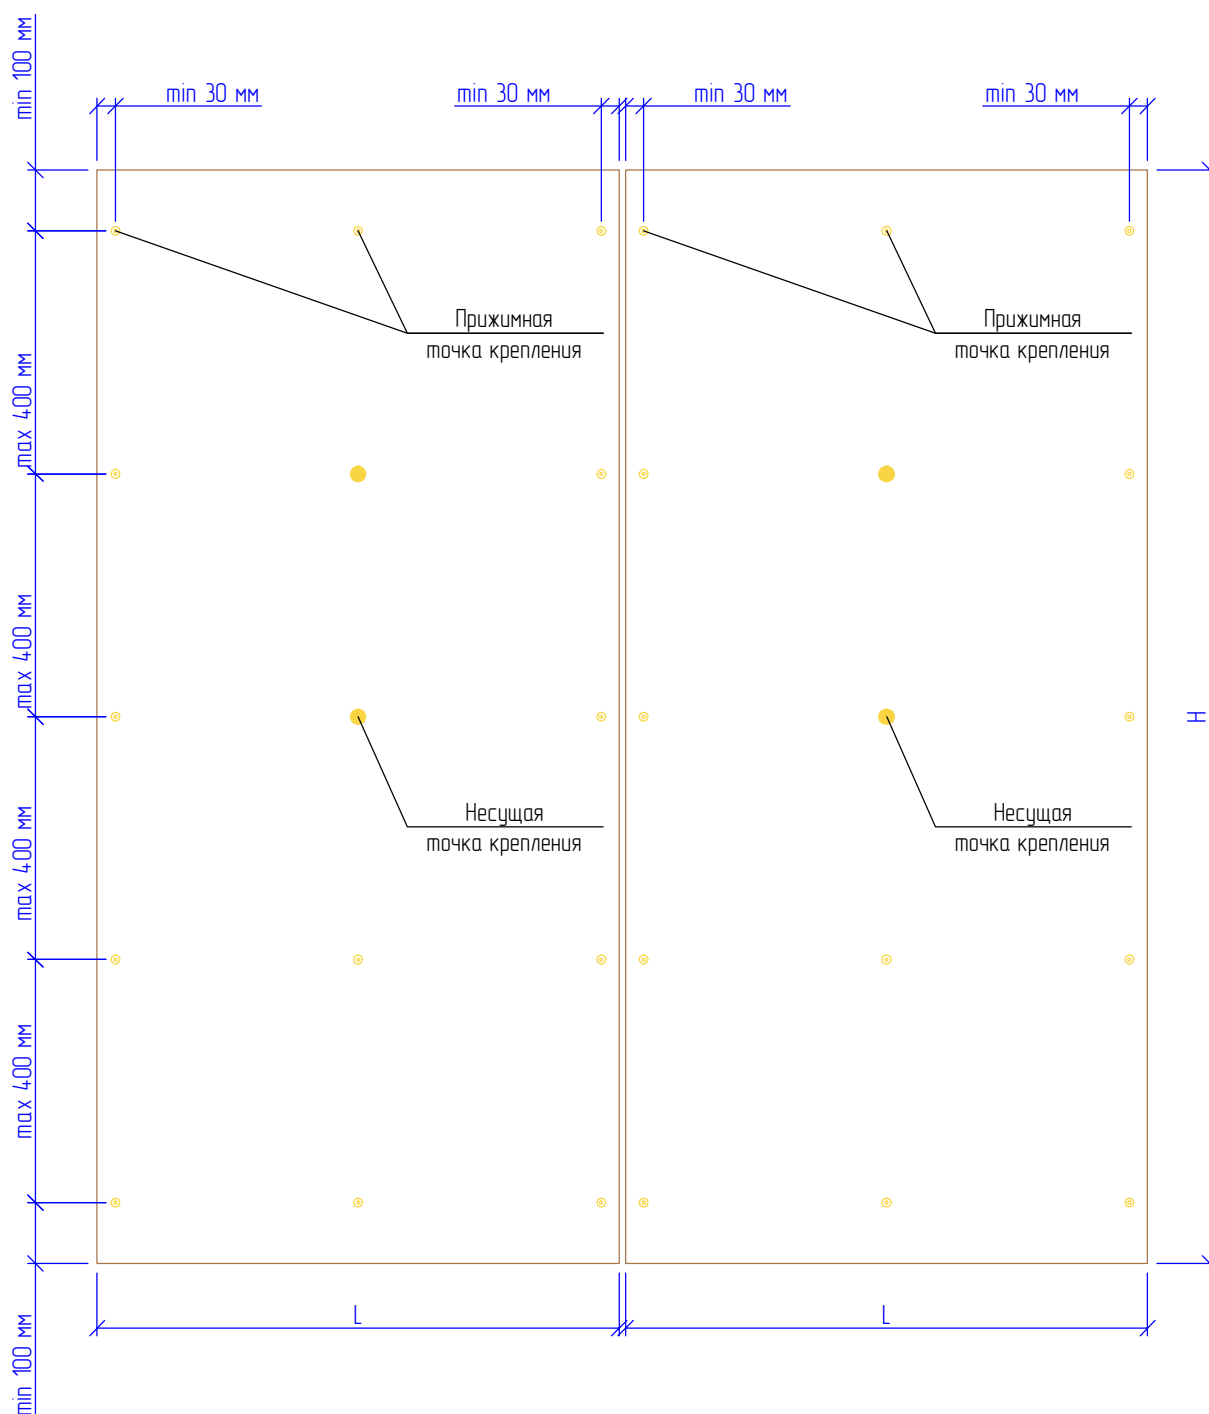 min 100 мм
min 30 мм
min 30 мм
min 30 мм
min 30 мм
Прижимная
точка крепления
Прижимная
точка крепления
max 400 мм
max 400 мм
H
Несущая
точка крепления
Несущая
точка крепления
max 400 мм
max 400 мм
L
L
min 100 мм